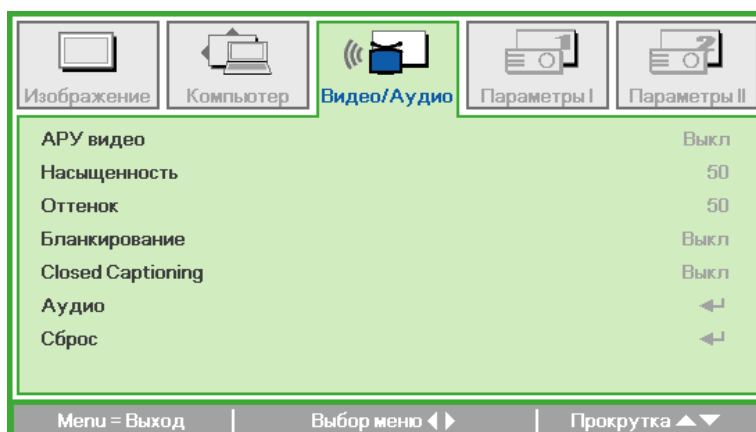 Изображение Компьютер Видео/Аудио Параметры I Параметры II
АРУ видео Выкл
Насыщенность 50
Оттенок 50
Бланкирование Выкл
Closed Captioning Выкл
Аудио
Сброс
Menu = Выход Выбор меню Прокрутка